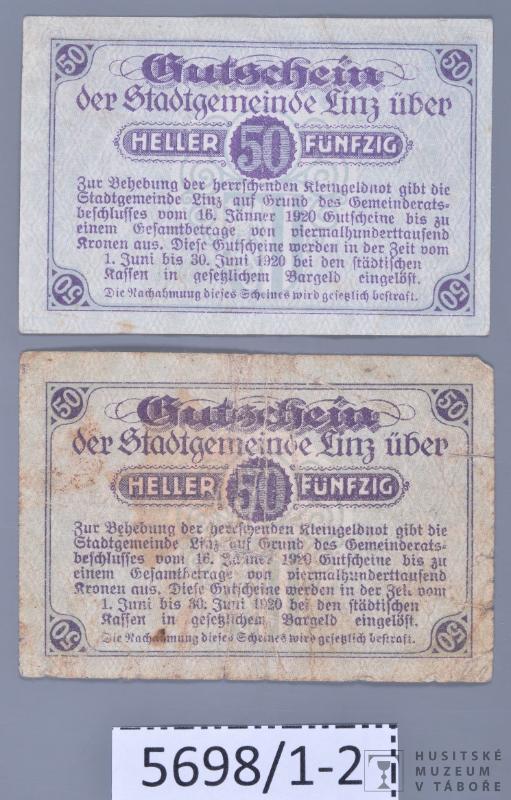 50 50
Gutschein
der Stadtgemeinde Linz über
HELLER 50 FÜNFZIG
Zur Behebung der herrschenden Kleingeldnot gibt die
Stadtgemeinde Linz auf Grund des Gemeinderats-
beschlusses vom 16. Jänner 1920 Gutscheine bis zu
einem Gesamtbetrage von viermalhunderttausend
Kronen aus. Diese Gutscheine werden in der Zeit vom
1. Juni bis 30. Juni 1920 bei den städtischen
Kassen in gesetzlichem Bargeld eingelöst.
Die Nachahmung dieses Scheines wird gesetzlich bestraft.
50 50
50 50
Gutschein
der Stadtgemeinde Linz über
HELLER 50 FÜNFZIG
Zur Behebung der herrschenden Kleingeldnot gibt die
Stadtgemeinde Linz auf Grund des Gemeinderats-
beschlusses vom 16. Jänner 1920 Gutscheine bis zu
einem Gesamtbetrage von viermalhunderttausend
Kronen aus. Diese Gutscheine werden in der Zeit vom
1. Juni bis 30. Juni 1920 bei den städtischen
Kassen in gesetzlichem Bargeld eingelöst.
Die Nachahmung dieses Scheines wird gesetzlich bestraft.
50 50
5698/1-2
HUSITSKÉ
MUZEUM
V TÁBOŘE